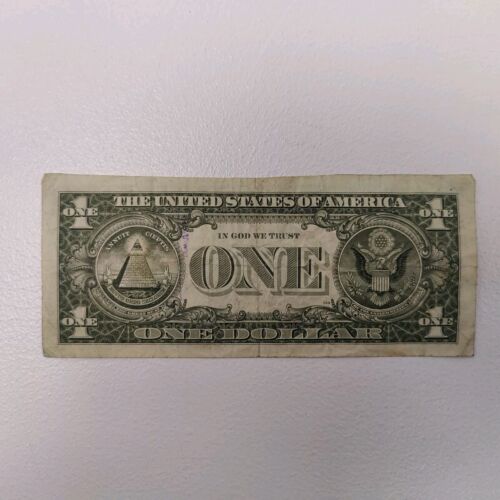 THE UNITED STATES OF AMERICA
1 ONE
1 ONE
ANNUIT CŒPTIS
IN GOD WE TRUST
ONE
ONE 1
ONE 1
ONE DOLLAR